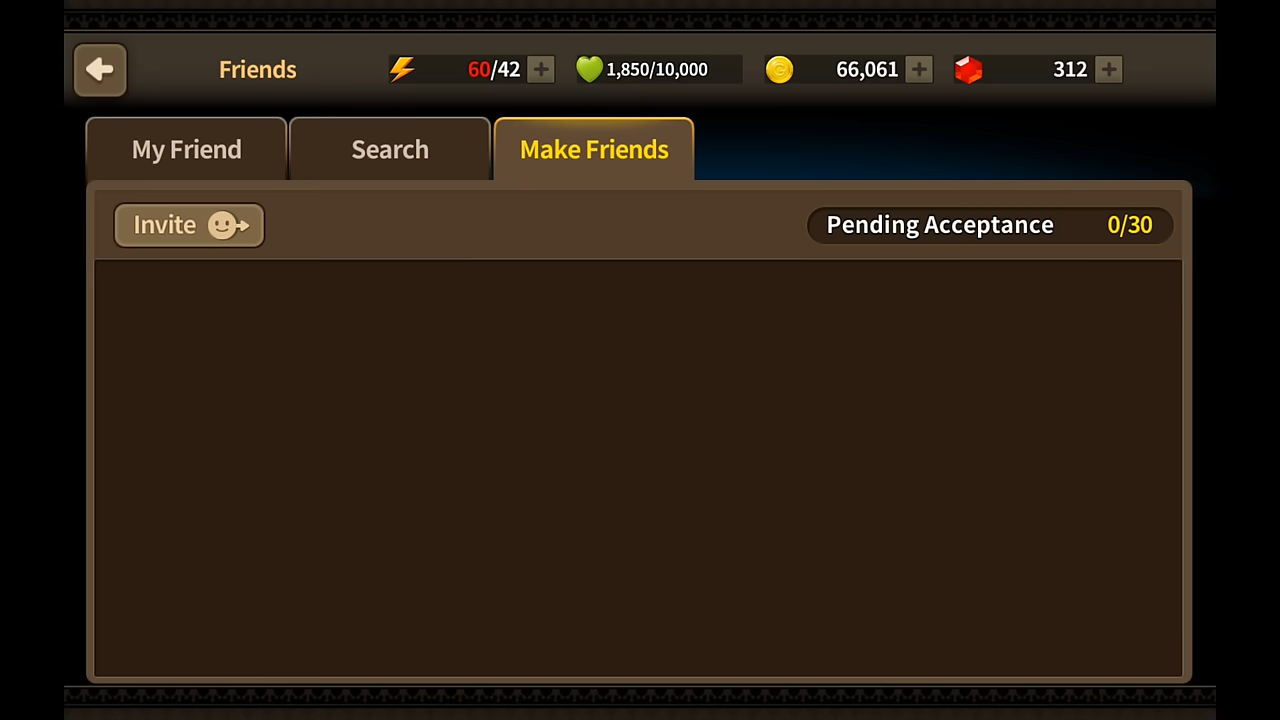 Friends 60/42 1,850/10,000 66,061 312
My Friend Search Make Friends
Invite Pending Acceptance 0/30